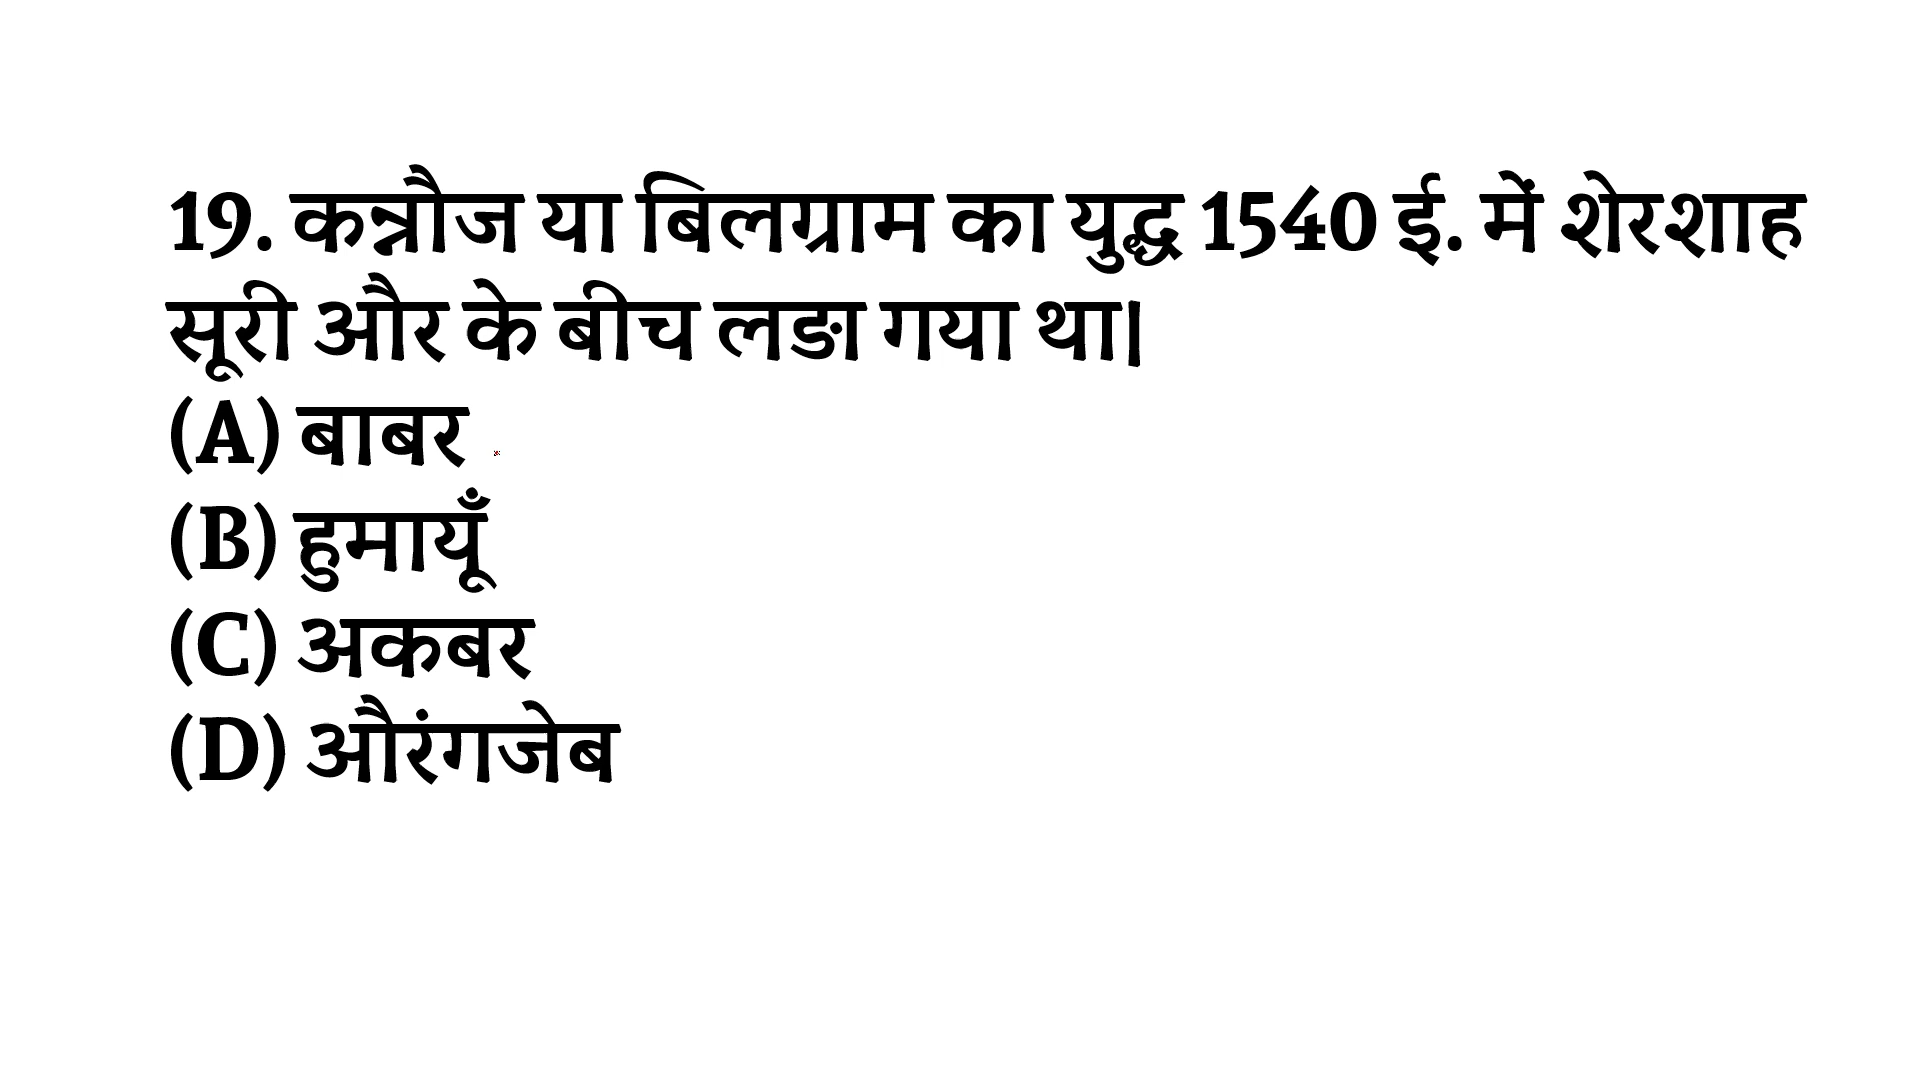 19. कन्नौज या बिलग्राम का युद्ध 1540 ई. में शेरशाह
सूरी और के बीच लङा गया था।
(A) बाबर
(B) हुमायूँ
(C) अकबर
(D) औरंगजेब